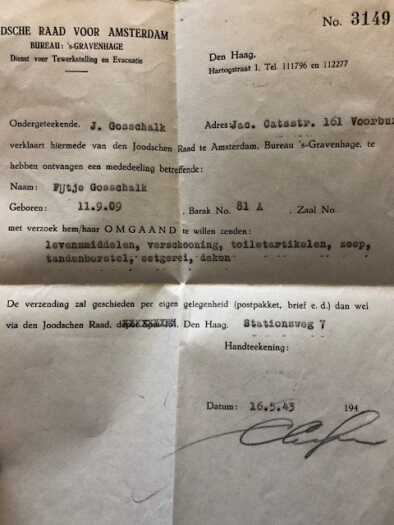 DSCHE RAAD VOOR AMSTERDAM
BUREAU: 's-GRAVENHAGE
Dienst voor Tewerkstelling en Evacuatie
No. 3149
Den Haag,
Hartogstraat 1. Tel. 111796 en 112277
Ondergeteekende, J. Gosschalk Adres: Jac. Catsstr. 161 Voorbu
verklaart hiermede van den Joodschen Raad te Amsterdam, Bureau 's-Gravenhage, te
hebben ontvangen een mededeeling betreffende:
Naam: Fijtje Gosschalk
Geboren: 11.9.09, Barak No. 81 A, Zaal No.
met verzoek hem/haar OMGAAND te willen zenden:
levensmiddelen, verschooning, toiletartikelen, zeep,
tandenborstel, eetgerei, deken
De verzending zal geschieden per eigen gelegenheid (postpakket, brief e. d.) dan wel
via den Joodschen Raad, Den Haag. Stationsweg 7
Handteekening:
Datum: 16.5.43 194